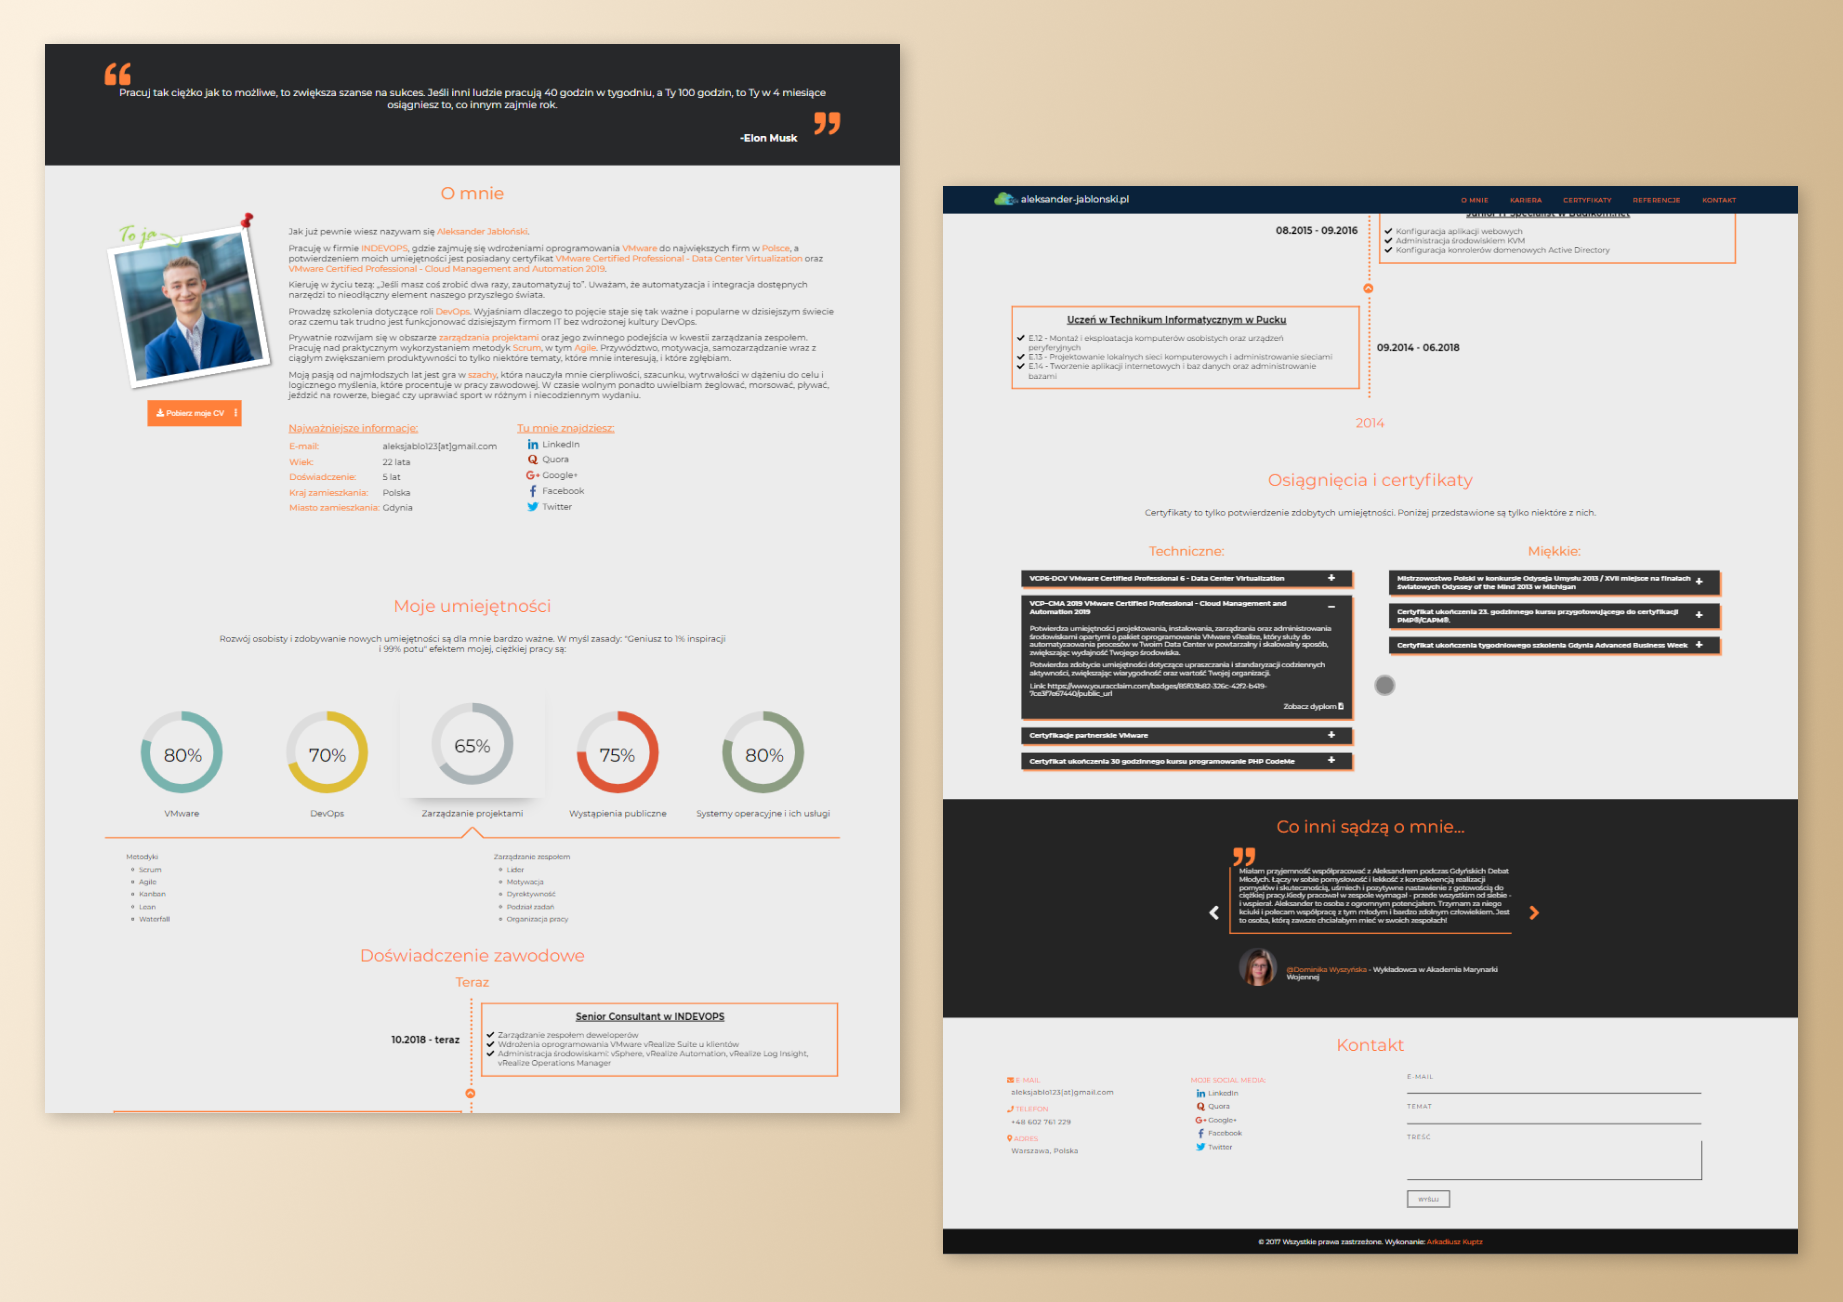 Pracuj tak ciężko jak to możliwe, to zwiększa szanse na sukces. Jeśli inni ludzie pracują 40 godzin w tygodniu, a Ty 100 godzin, to Ty w 4 miesiące
osiągniesz to, co innym zajmie rok.
-Elon Musk
O mnie
To ja
Jak już pewnie wiesz nazywam się Aleksander Jabłoński.
Pracuję w firmie INDEVOPS, gdzie zajmuję się wdrożeniami oprogramowania VMware do największych firm w Polsce, a
potwierdzeniem moich umiejętności jest posiadany certyfikat VMware Certified Professional - Data Center Virtualization oraz
VMware Certified Professional - Cloud Management and Automation 2019.
Kieruję w życiu tezą: „Jeśli masz coś zrobić dwa razy, zautomatyzuj to”. Uważam, że automatyzacja i integracja dostępnych
narzędzi to nieodłączny element naszego przyszłego świata.
Prowadzę szkolenia dotyczące roli DevOps. Wyjaśniam dlaczego to pojęcie staje się tak ważne i popularne w dzisiejszym świecie
oraz czemu tak trudno jest funkcjonować dzisiejszym firmom IT bez wdrożonej kultury DevOps.
Prywatnie rozwijam się w obszarze zarządzania projektami oraz jego zwinnego podejścia w kwestii zarządzania zespołem.
Pracuję nad praktycznym wykorzystaniem metodyk Scrum, w tym Agile. Przywództwo, motywacja, samozarządzanie wraz z
ciągłym zwiększaniem produktywności to tylko niektóre tematy, które mnie interesują, i które zgłębiam.
Moją pasją od najmłodszych lat jest gra w szachy, która nauczyła mnie cierpliwości, szacunku, wytrwałości w dążeniu do celu i
logicznego myślenia, które procentuje w pracy zawodowej. W czasie wolnym ponadto uwielbiam żeglować, morsować, pływać,
jeździć na rowerze, biegać czy uprawiać sport w różnym i niecodziennym wydaniu.
Pobierz moje CV
Najważniejsze informacje:
E-mail: aleksjablo123[at]gmail.com
Wiek: 22 lata
Doświadczenie: 5 lat
Kraj zamieszkania: Polska
Miasto zamieszkania: Gdynia
Tu mnie znajdziesz:
LinkedIn
Quora
Google+
Facebook
Twitter
Moje umiejętności
Rozwój osobisty i zdobywanie nowych umiejętności są dla mnie bardzo ważne. W myśl zasady: "Geniusz to 1% inspiracji
i 99% potu" efektem mojej, ciężkiej pracy są:
80% 70% 65% 75% 80%
VMware DevOps Zarządzanie projektami Wystąpienia publiczne Systemy operacyjne i ich usługi
Metodyki
Scrum
Agile
Kanban
Lean
Waterfall
Zarządzanie zespołem
Lider
Motywacja
Dyrektywność
Podział zadań
Organizacja pracy
Doświadczenie zawodowe
Teraz
10.2018 - teraz
Senior Consultant w INDEVOPS
Zarządzanie zespołem deweloperów
Wdrożenia oprogramowania VMware vRealize Suite u klientów
Administracja środowiskami: vSphere, vRealize Automation, vRealize Log Insight,
vRealize Operations Manager
aleksander-jablonski.pl
O MNIE KARIERA CERTYFIKATY REFERENCJE KONTAKT
08.2015 - 09.2016
Junior IT Specialist w
Konfiguracja aplikacji webowych
Administracja środowiskiem KVM
Konfiguracja konrolerów domenowych Active Directory
Uczeń w Technikum Informatycznym w Pucku
E.12 - Montaż i eksploatacja komputerów osobistych oraz urządzeń
peryferyjnych
E.13 - Projektowanie lokalnych sieci komputerowych i administrowanie sieciami
E.14 - Tworzenie aplikacji internetowych i baz danych oraz administrowanie
bazami
09.2014 - 06.2018
2014
Osiągnięcia i certyfikaty
Certyfikaty to tylko potwierdzenie zdobytych umiejętności. Poniżej przedstawione są tylko niektóre z nich.
Techniczne:
VCP6-DCV VMware Certified Professional 6 - Data Center Virtualization
VCP-CMA 2019 VMware Certified Professional - Cloud Management and
Automation 2019
Potwierdza umiejętności projektowania, instalowania, zarządzania oraz administrowania
środowiskami opartymi o pakiet oprogramowania VMware vRealize, który służy do
automatyzaowania procesów w Twoim Data Center w powtarzalny i skalowalny sposób,
zwiększając wydajność Twojego środowiska.
Potwierdza zdobycie umiejętności dotyczące upraszczania i standaryzacji codziennych
aktywności, zwiększając wiarygodność oraz wartość Twojej organizacji.
Link: https://www.youracclaim.com/badges/85f03b82-326c-42f2-b419-
7ce3f7e67440/public_url
Zobacz dyplom
Certyfikacje partnerskie VMware
Certyfikat ukończenia 30 godzinnego kursu programowanie PHP CodeMe
Miękkie:
Mistrzowostwo Polski w konkursie Odyseja Umysłu 2013 / XVII miejsce na finałach
światowych Odyssey of the Mind 2013 w Michigan
Certyfikat ukończenia 23. godzinnego kursu przygotowującego do certyfikacji
PMP®/CAPM®.
Certyfikat ukończenia tygodniowego szkolenia Gdynia Advanced Business Week
Co inni sądzą o mnie...
Miałam przyjemność współpracować z Aleksandrem podczas Gdyńskich Debat
Młodych. Łączy w sobie pomysłowość i lekkość z konsekwencją realizacji
pomysłów i skutecznością, uśmiech i pozytywne nastawienie z gotowością do
ciężkiej pracy.Kiedy pracował w zespole wymagał - przede wszystkim od siebie -
i wspierał. Aleksander to osoba z ogromnym potencjałem. Trzymam za niego
kciuki i polecam współpracę z tym młodym i bardzo zdolnym człowiekiem. Jest
to osoba, którą zawsze chciałabym mieć w swoich zespołach!
@Dominika Wyszyńska - Wykładowca w Akademia Marynarki
Wojennej
Kontakt
E-MAIL
aleksjablo123[at]gmail.com
TELEFON
+48 602 761 229
ADRES
Warszawa, Polska
MOJE SOCIAL MEDIA:
LinkedIn
Quora
Google+
Facebook
Twitter
E-MAIL
TEMAT
TREŚĆ
WYŚLIJ
© 2017 Wszystkie prawa zastrzeżone. Wykonanie: Arkadiusz Kuptz